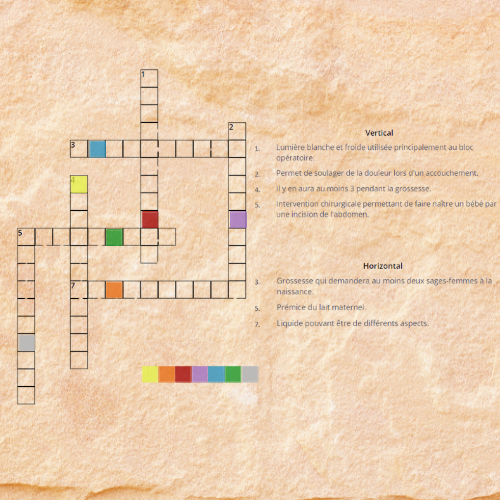 1
2
3
4
5
7
Vertical
1. Lumière blanche et froide utilisée principalement au bloc
opératoire
2. Permet de soulager de la douleur lors d'un accouchement.
4. Il y en aura au moins 3 pendant la grossesse.
5. Intervention chirurgicale permettant de faire naître un bébé par
une incision de l'abdomen.
Horizontal
3. Grossesse qui demandera au moins deux sages-femmes à la
naissance.
5. Prémice du lait maternel.
7. Liquide pouvant être de différents aspects.